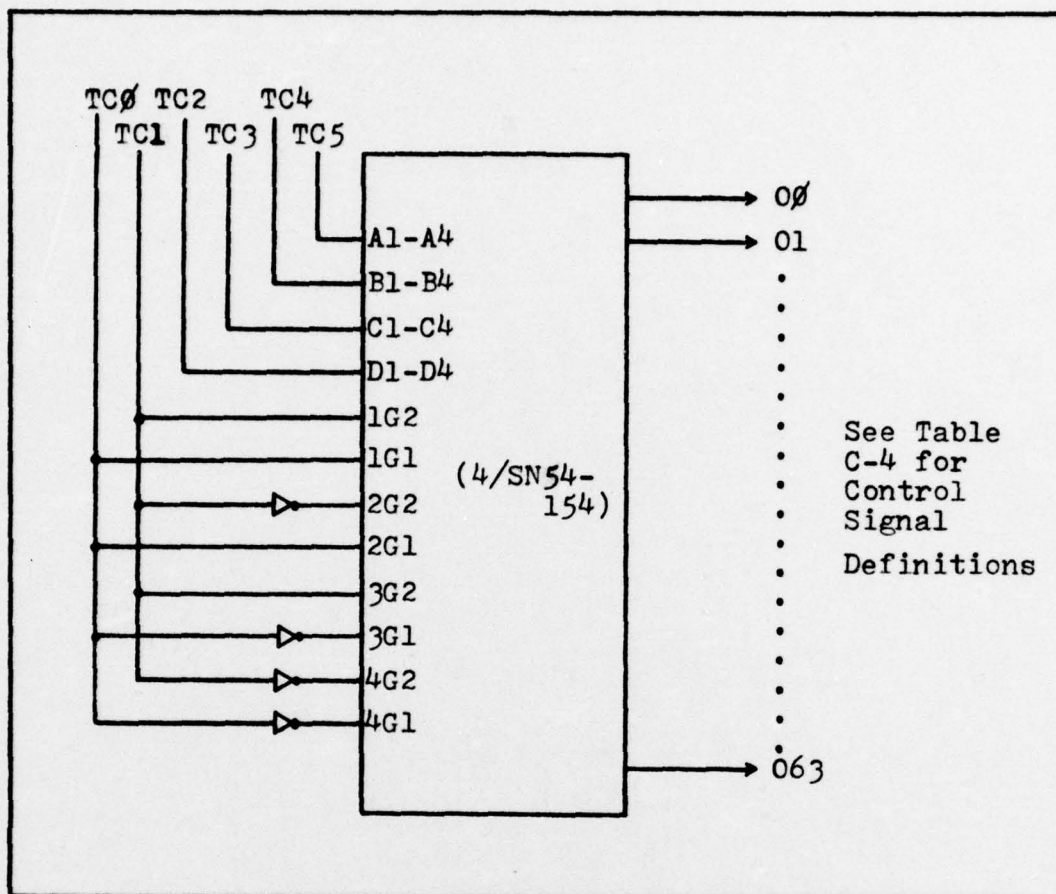 TCØ TC2 TC4
TC1 TC3 TC5
A1-A4
B1-B4
C1-C4
D1-D4
1G2
1G1
2G2
2G1
3G2
3G1
4G2
4G1
(4/SN54-
154)
OØ
O1
O63
See Table
C-4 for
Control
Signal
Definitions